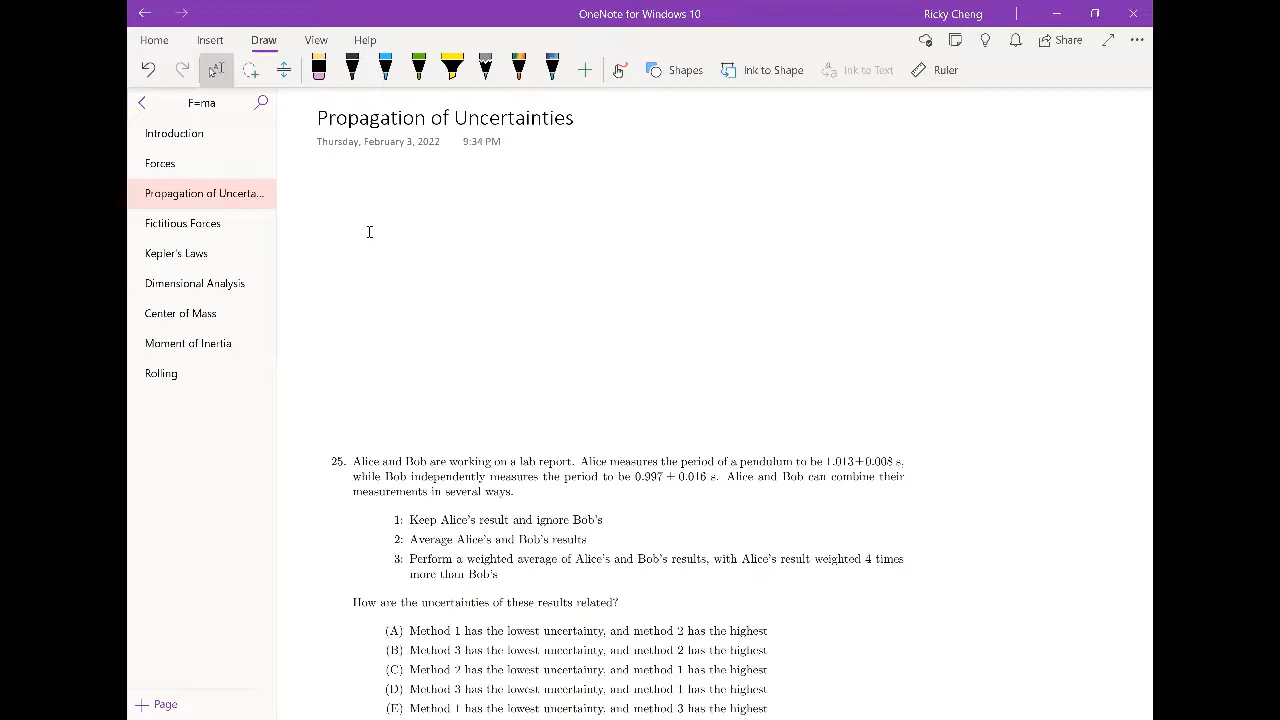 OneNote for Windows 10
Ricky Cheng
Home Insert Draw View Help
Share
Shapes
Ink to Shape
Ink to Text
Ruler
F=ma
Introduction
Forces
Propagation of Uncerta...
Fictitious Forces
Kepler's Laws
Dimensional Analysis
Center of Mass
Moment of Inertia
Rolling
Page
Propagation of Uncertainties
Thursday, February 3, 2022 9:34 PM
25. Alice and Bob are working on a lab report. Alice measures the period of a pendulum to be 1.013±0.008 s,
while Bob independently measures the period to be 0.997 ± 0.016 s. Alice and Bob can combine their
measurements in several ways.
1: Keep Alice's result and ignore Bob's
2: Average Alice's and Bob's results
3: Perform a weighted average of Alice's and Bob's results, with Alice's result weighted 4 times
more than Bob's
How are the uncertainties of these results related?
(A) Method 1 has the lowest uncertainty, and method 2 has the highest
(B) Method 3 has the lowest uncertainty, and method 2 has the highest
(C) Method 2 has the lowest uncertainty, and method 1 has the highest
(D) Method 3 has the lowest uncertainty, and method 1 has the highest
(E) Method 1 has the lowest uncertainty, and method 3 has the highest